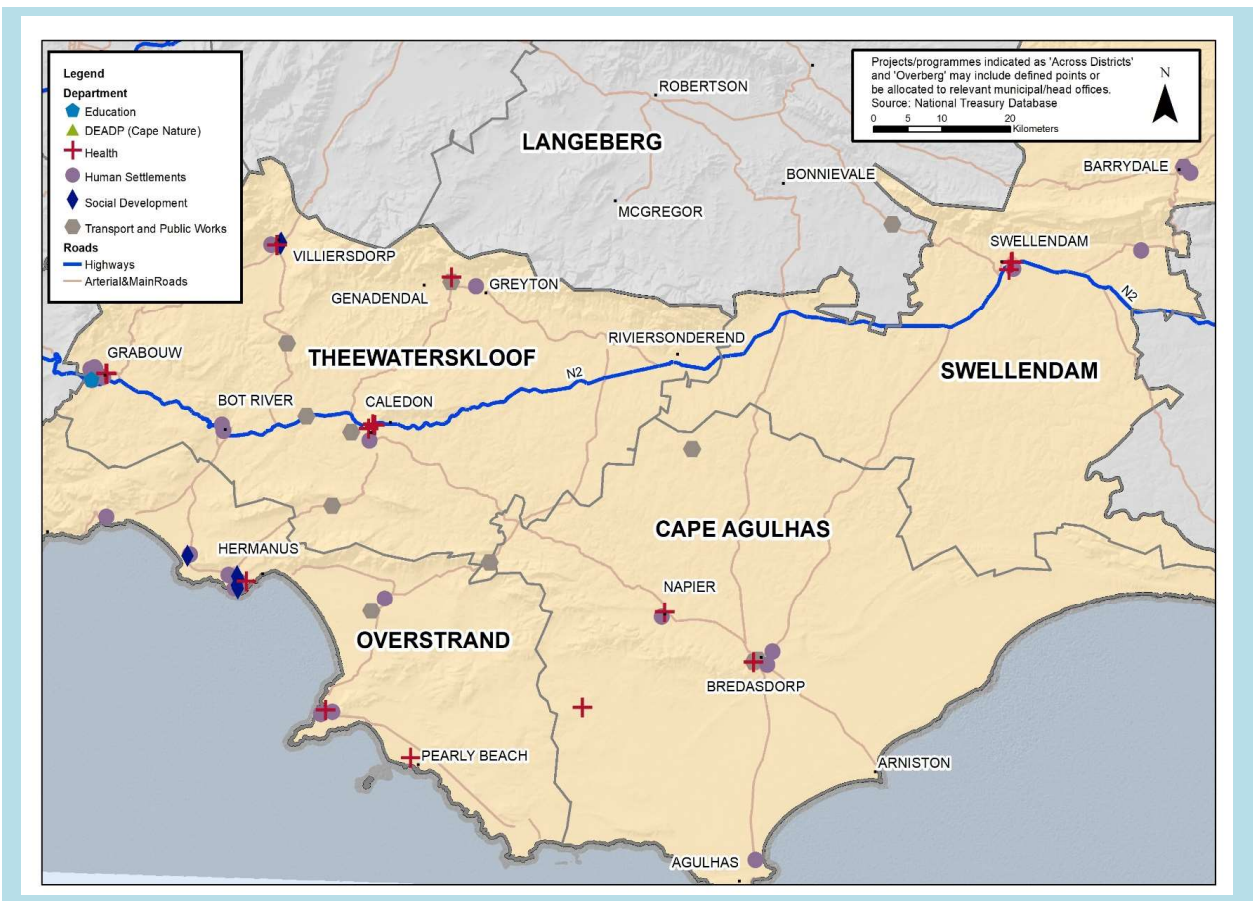 Legend
Department
Education
DEADP (Cape Nature)
Health
Human Settlements
Social Development
Transport and Public Works
Roads
Highways
Arterial&MainRoads
Projects/programmes indicated as 'Across Districts'
and 'Overberg' may include defined points or
be allocated to relevant municipal/head offices.
Source: National Treasury Database
0 5 10 20
Kilometers
N
ROBERTSON
LANGEBERG
BONNIEVALE
BARRYDALE
MCGREGOR
SWELLENDAM
VILLIERSDORP
GENADENDAL
GREYTON
N2
RIVIERSONDEREND
GRABOUW
THEEWATERSKLOOF
N2
SWELLENDAM
BOT RIVER
CALEDON
CAPE AGULHAS
HERMANUS
NAPIER
OVERSTRAND
BREDASDORP
PEARLY BEACH
ARNISTON
AGULHAS